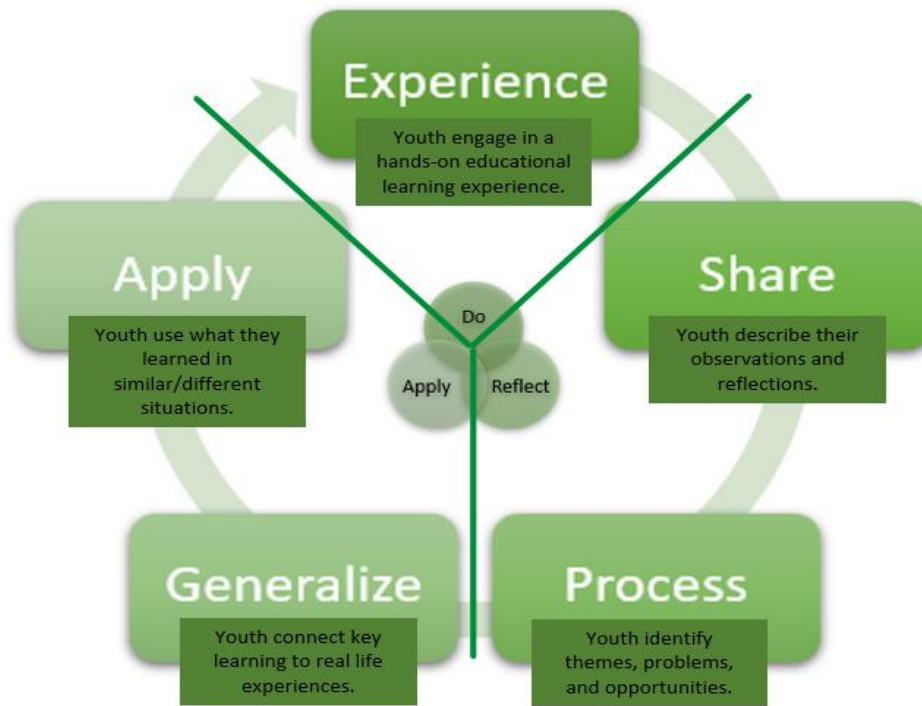 Experience
Youth engage in a
hands-on educational
learning experience.
Share
Youth describe their
observations and
reflections.
Process
Youth identify
themes, problems,
and opportunities.
Generalize
Youth connect key
learning to real life
experiences.
Apply
Youth use what they
learned in
similar/different
situations.
Do
Reflect
Apply